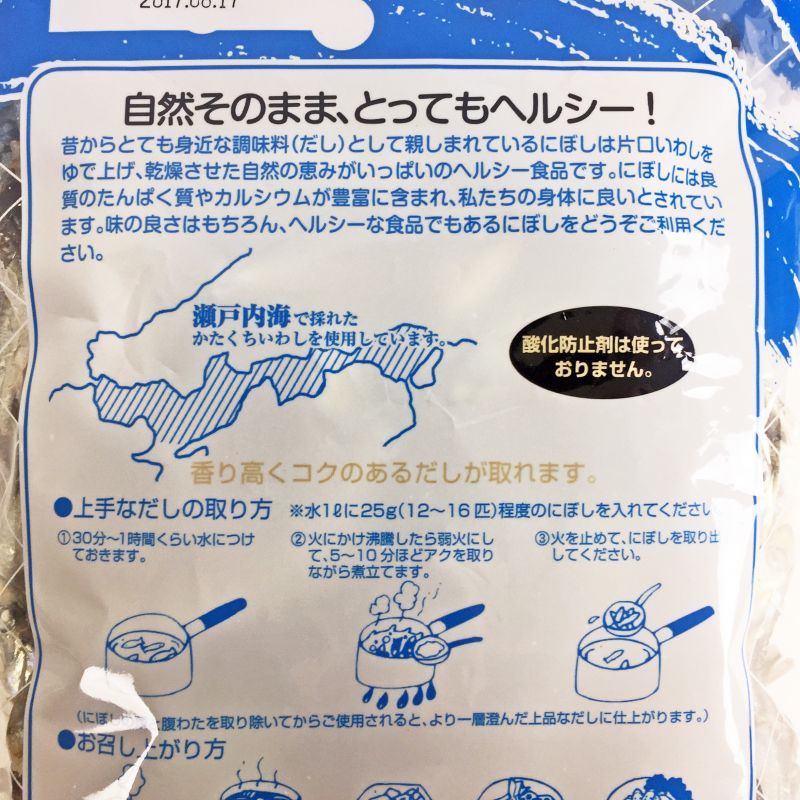 2017.08.17
自然そのまま、とってもヘルシー！
昔からとても身近な調味料(だし)として親しまれているにぼしは片口いわしを
ゆで上げ、乾燥させた自然の恵みがいっぱいのヘルシー食品です。にぼしには良
質のたんぱく質やカルシウムが豊富に含まれ、私たちの身体に良いとされてい
ます。味の良さはもちろん、ヘルシーな食品でもあるにぼしをどうぞご利用くだ
さい。
瀬戸内海で採れた
かたくちいわしを使用しています。
酸化防止剤は使って
おりません。
香り高くコクのあるだしが取れます。
●上手なだしの取り方 ※水1ℓに25g(12〜16匹)程度のにぼしを入れてください
①30分〜1時間くらい水につけ
ておきます。
②火にかけ沸騰したら弱火にし
て、5〜10分ほどアクを取り
ながら煮立てます。
③火を止めて、にぼしを取り出
してください。
(にぼし 腹わたを取り除いてからご使用されると、より一層澄んだ上品なだしに仕上がります。)
●お召し上がり方